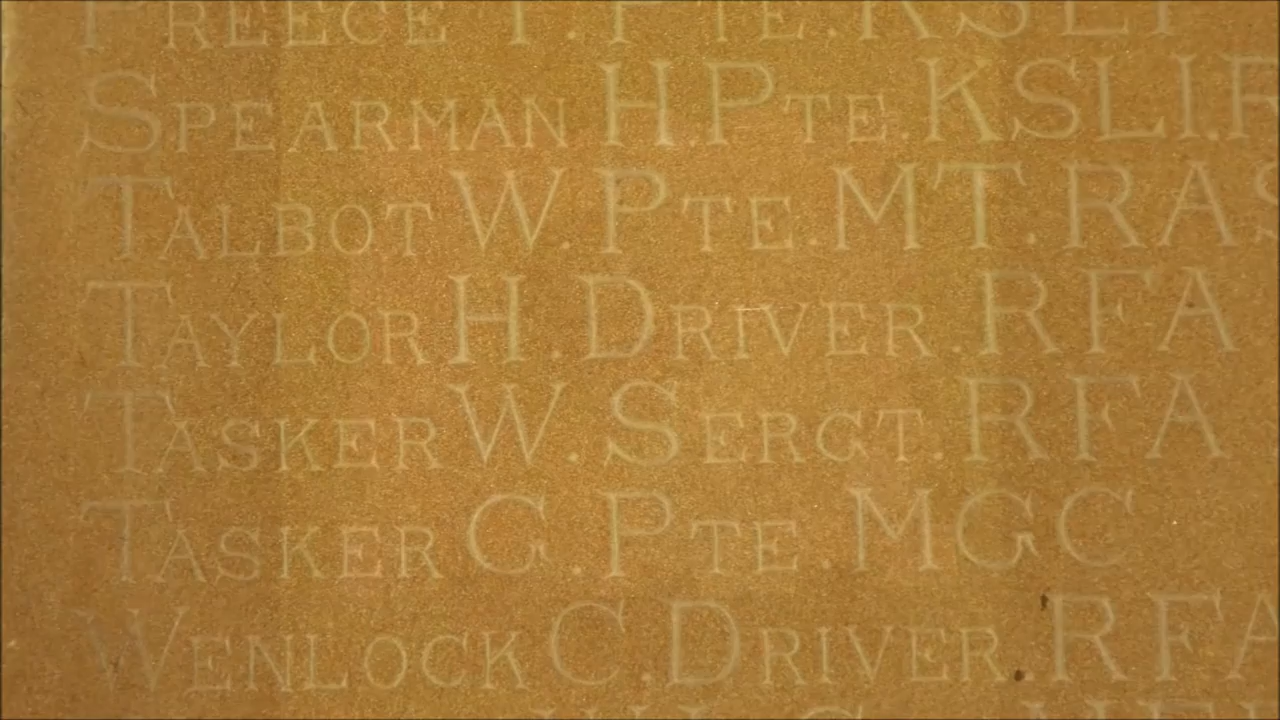 PREECE T. PTE. KSLI
SPEARMAN H. PTE. KSLI.
TALBOT W. PTE. MT. RAS
TAYLOR H. DRIVER. RFA
TASKER W. SERGT. RFA
TASKER G. PTE. MGC
WENLOCK C. DRIVER. RFA